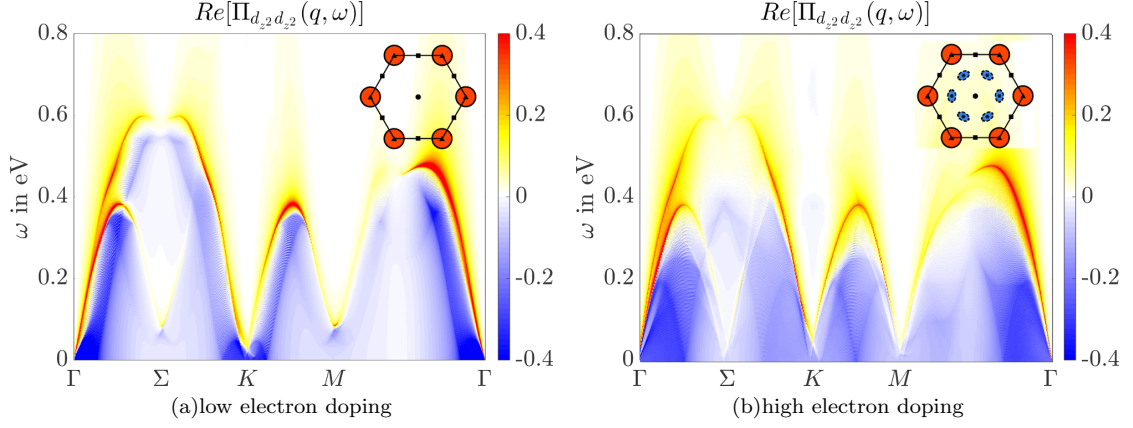 Re[Π_{d_{z^2}d_{z^2}}(q, ω)]
0.8
0.6
0.4
0.2
0
ω in eV
Γ Σ K M Γ
0.4
0.2
0
-0.2
-0.4
(a)low electron doping
Re[Π_{d_{z^2}d_{z^2}}(q, ω)]
0.8
0.6
0.4
0.2
0
ω in eV
Γ Σ K M Γ
0.4
0.2
0
-0.2
-0.4
(b)high electron doping